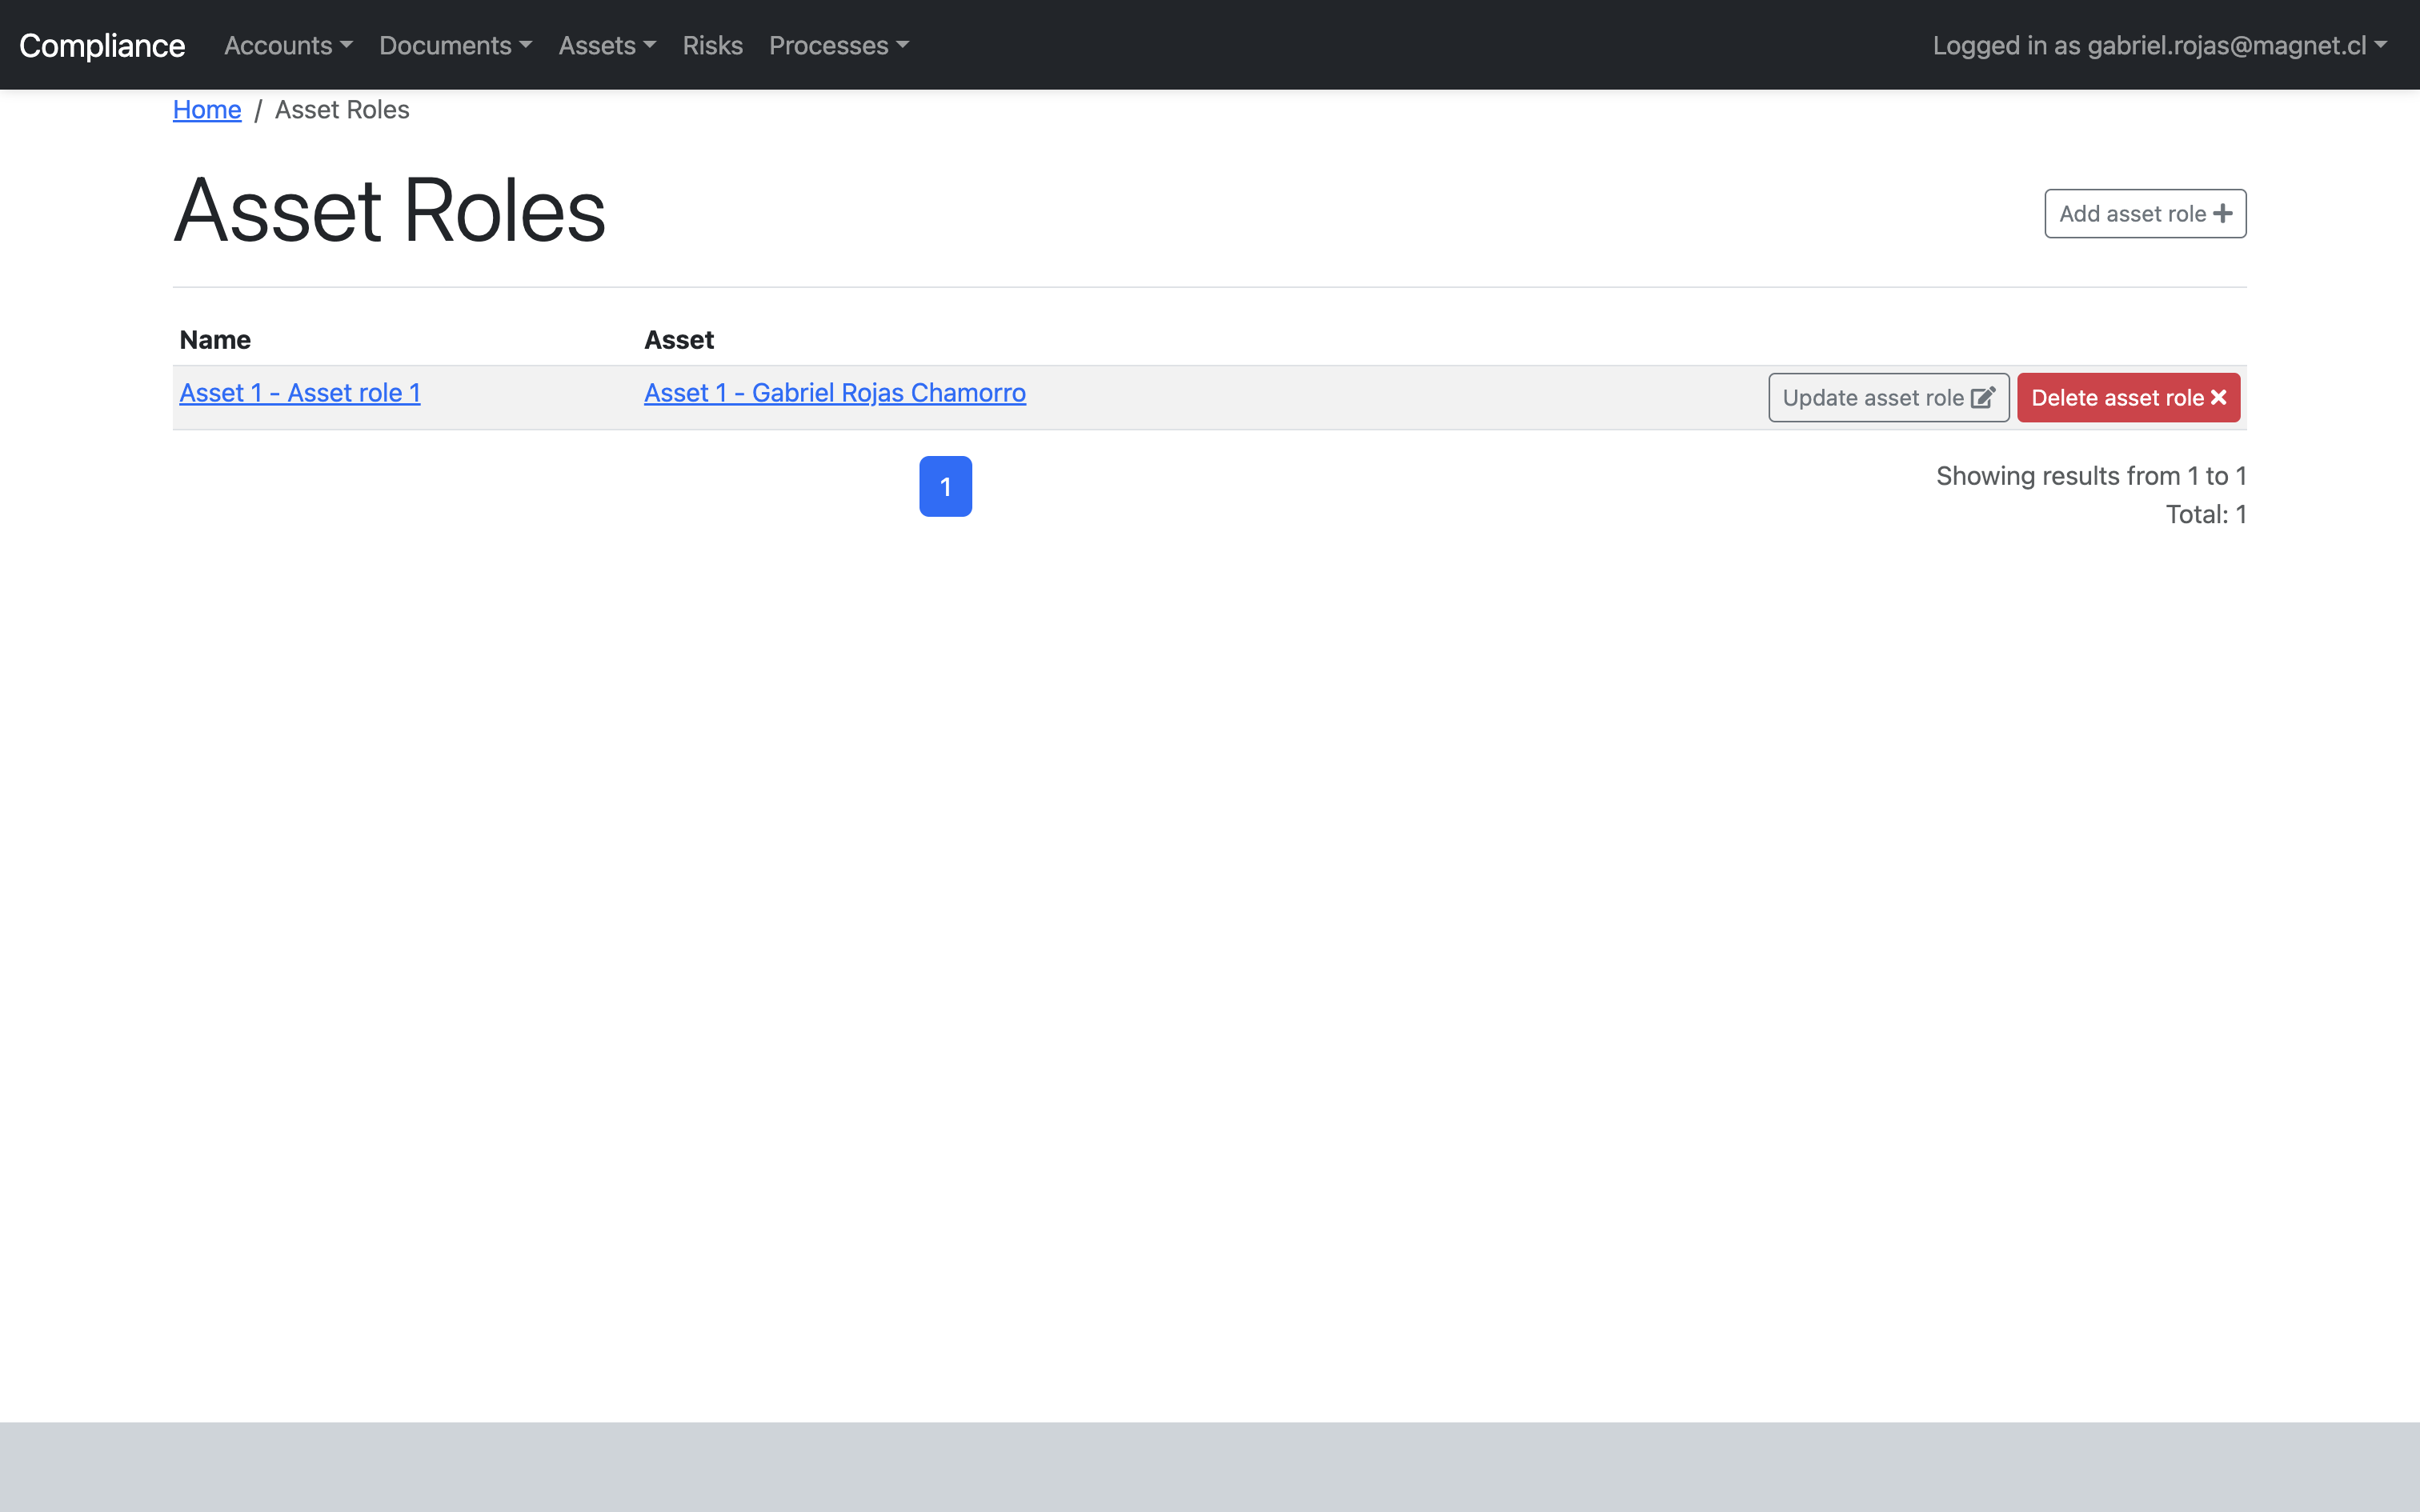 Compliance Accounts Documents Assets Risks Processes Logged in as gabriel.rojas@magnet.cl
Home / Asset Roles
Asset Roles
Add asset role
Name Asset
Asset 1 - Asset role 1 Asset 1 - Gabriel Rojas Chamorro Update asset role Delete asset role
1
Showing results from 1 to 1
Total: 1